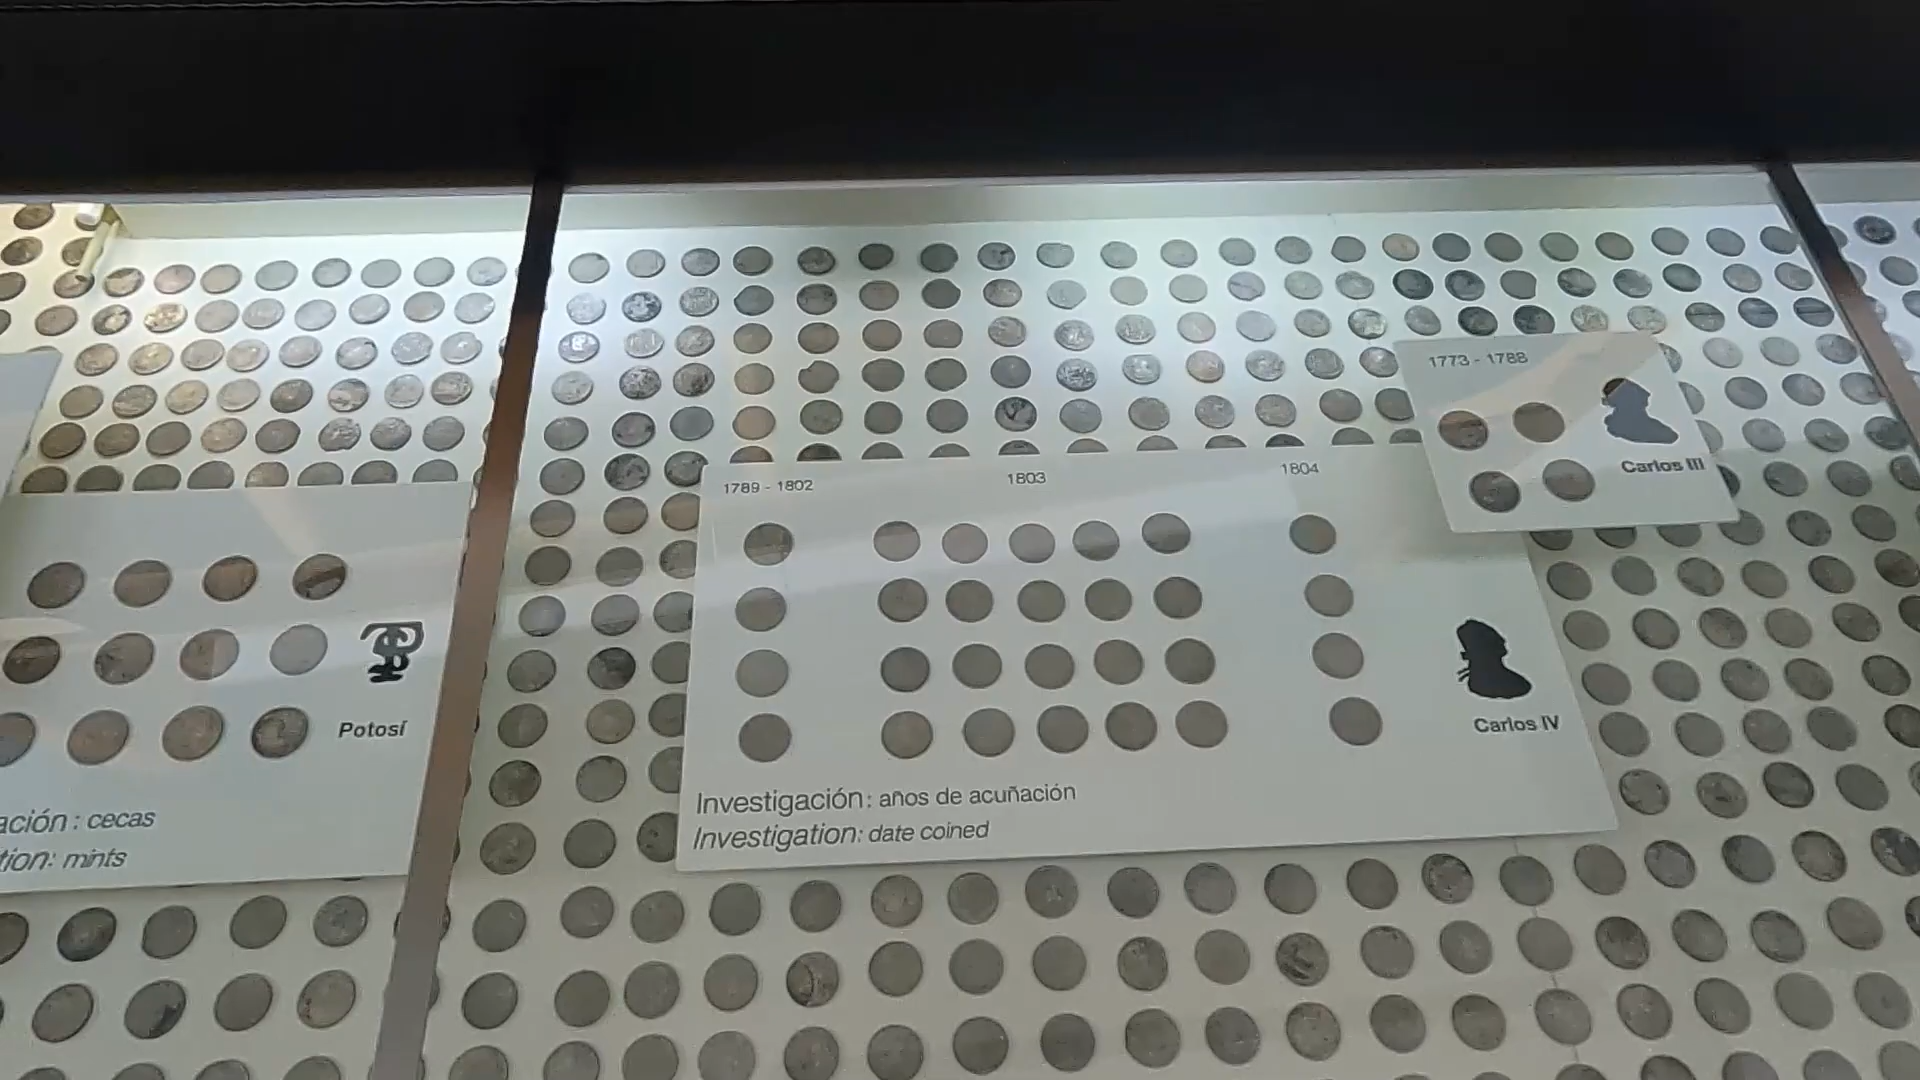 1773 - 1788
Carlos III
1789 - 1802
1803
1804
Carlos IV
Investigación: años de acuñación
Investigation: date coined
Potosí
ación: cecas
tion: mints